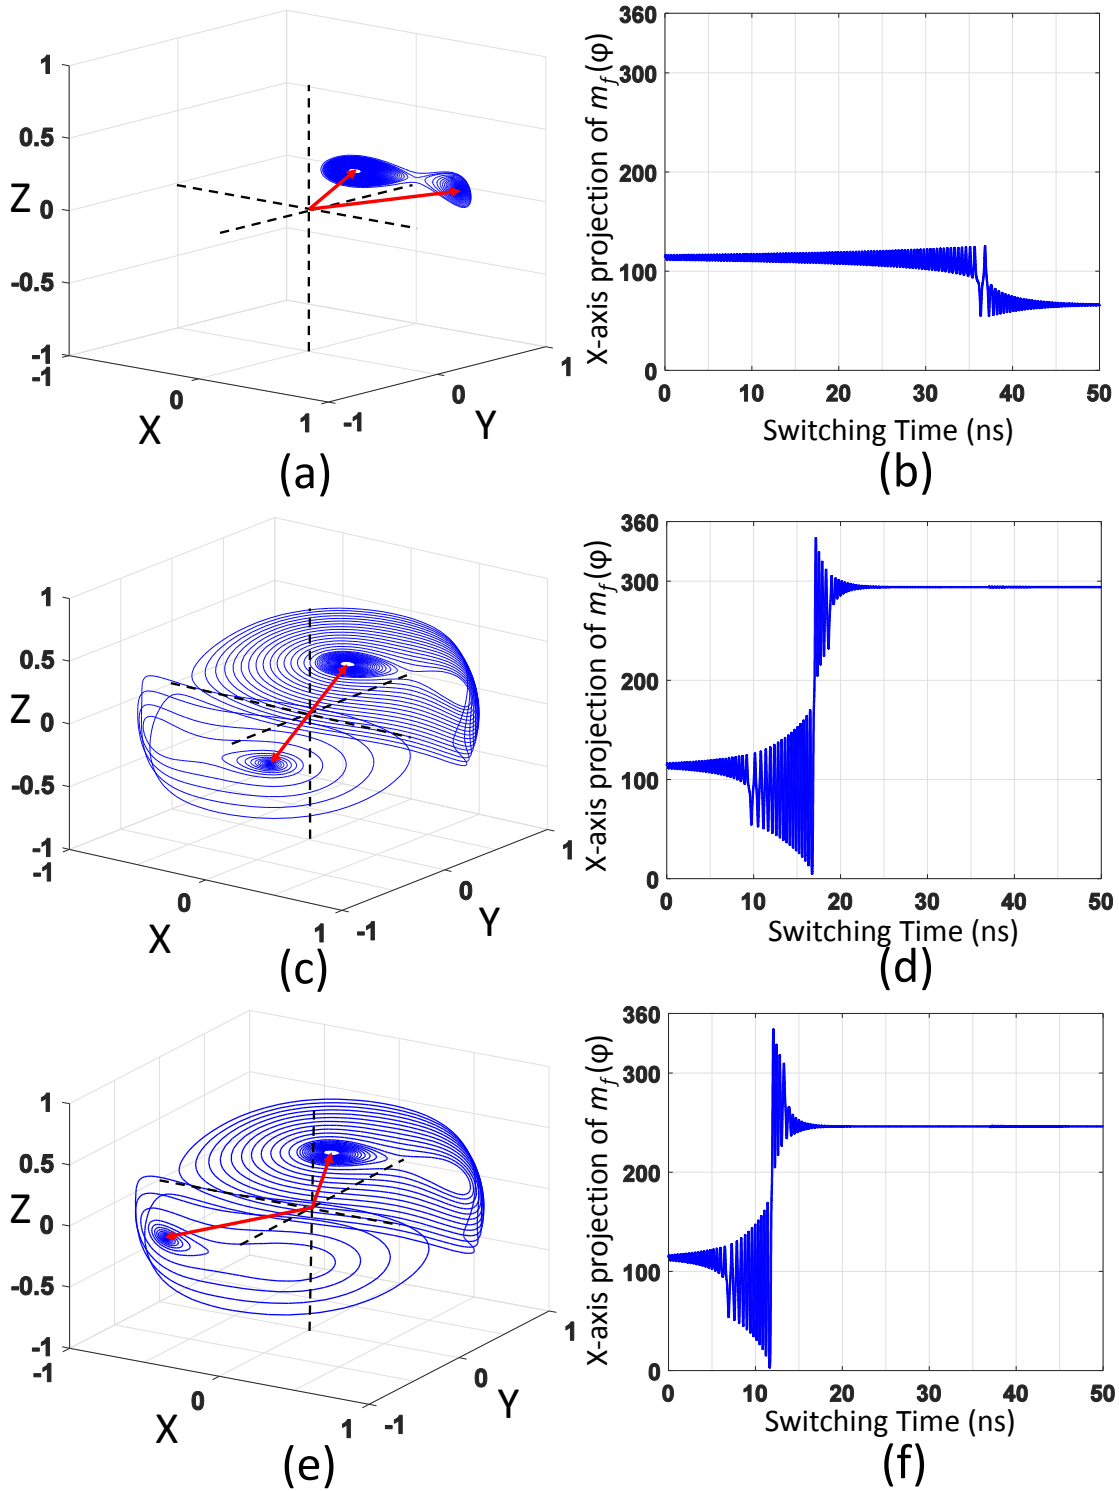 1
0.5
Z
0
-0.5
-1
-1
0
X
1
-1
0
Y
1
(a)
360
300
200
100
0
X-axis projection of m_f(φ)
0 10 20 30 40 50
Switching Time (ns)
(b)
1
0.5
Z
0
-0.5
-1
-1
0
X
1
-1
0
Y
1
(c)
360
300
200
100
0
X-axis projection of m_f(φ)
0 10 20 30 40 50
Switching Time (ns)
(d)
1
0.5
Z
0
-0.5
-1
-1
0
X
1
-1
0
Y
1
(e)
360
300
200
100
0
X-axis projection of m_f(φ)
0 10 20 30 40 50
Switching Time (ns)
(f)